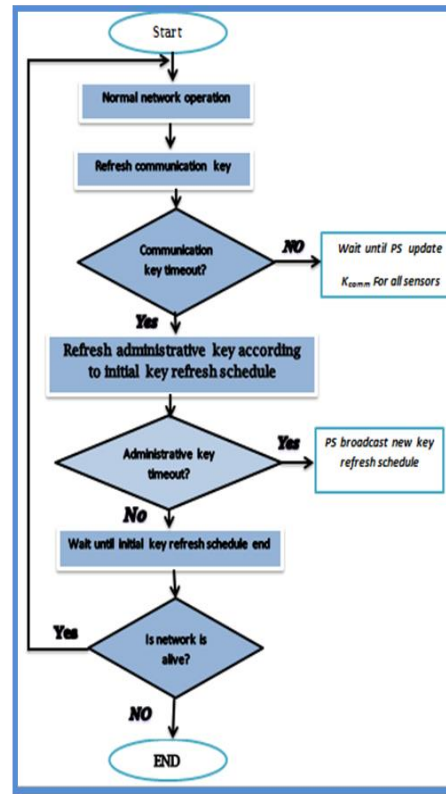 Start
Normal network operation
Refresh communication key
Communication
key timeout?
NO
Wait until PS update
Kcomm For all sensors
Yes
Refresh administrative key according
to initial key refresh schedule
Administrative key
timeout?
Yes
PS broadcast new key
refresh schedule
No
Wait until initial key refresh schedule end
Yes
Is network is
alive?
NO
END